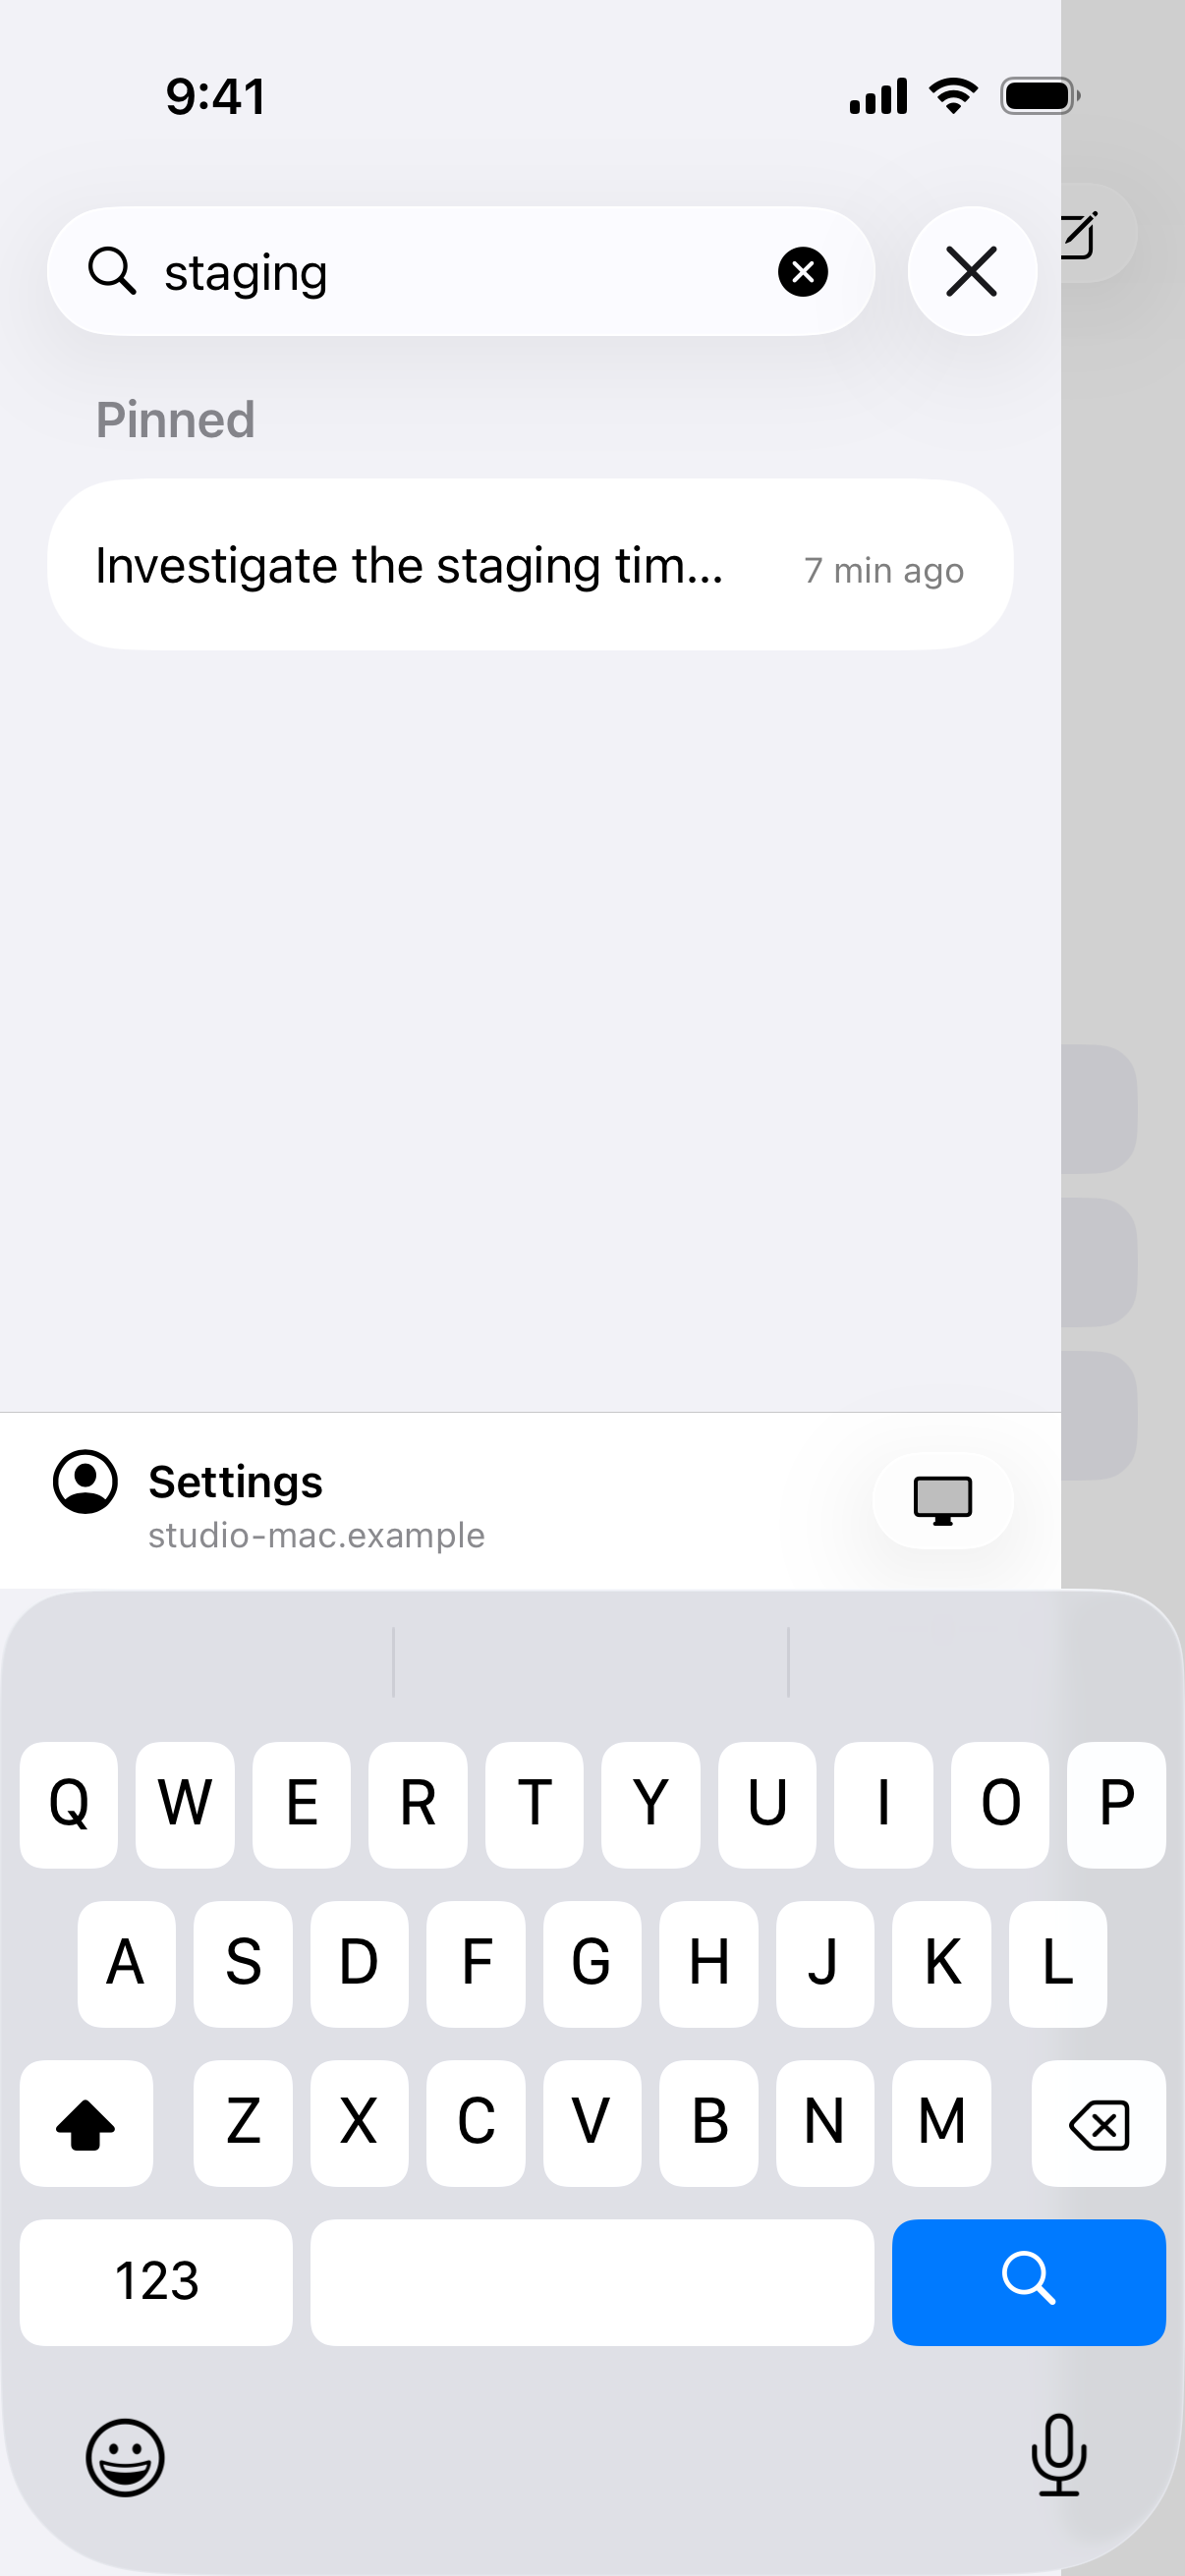 9:41
staging
Pinned
Investigate the staging tim...
7 min ago
Settings
studio-mac.example
Q W E R T Y U I O P
A S D F G H J K L
Z X C V B N M
123